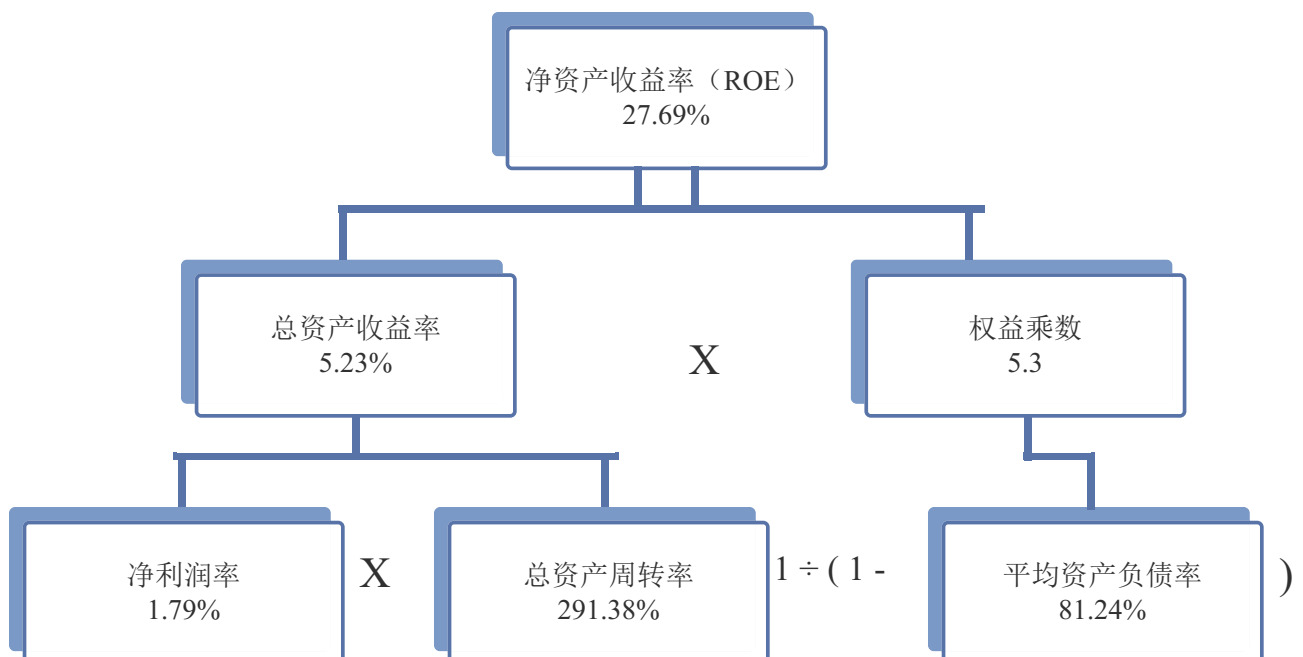 净资产收益率（ROE）
27.69%
总资产收益率
5.23%
X
权益乘数
5.3
净利润率
1.79%
X
总资产周转率
291.38%
1 ÷ ( 1 -
平均资产负债率
81.24%
)